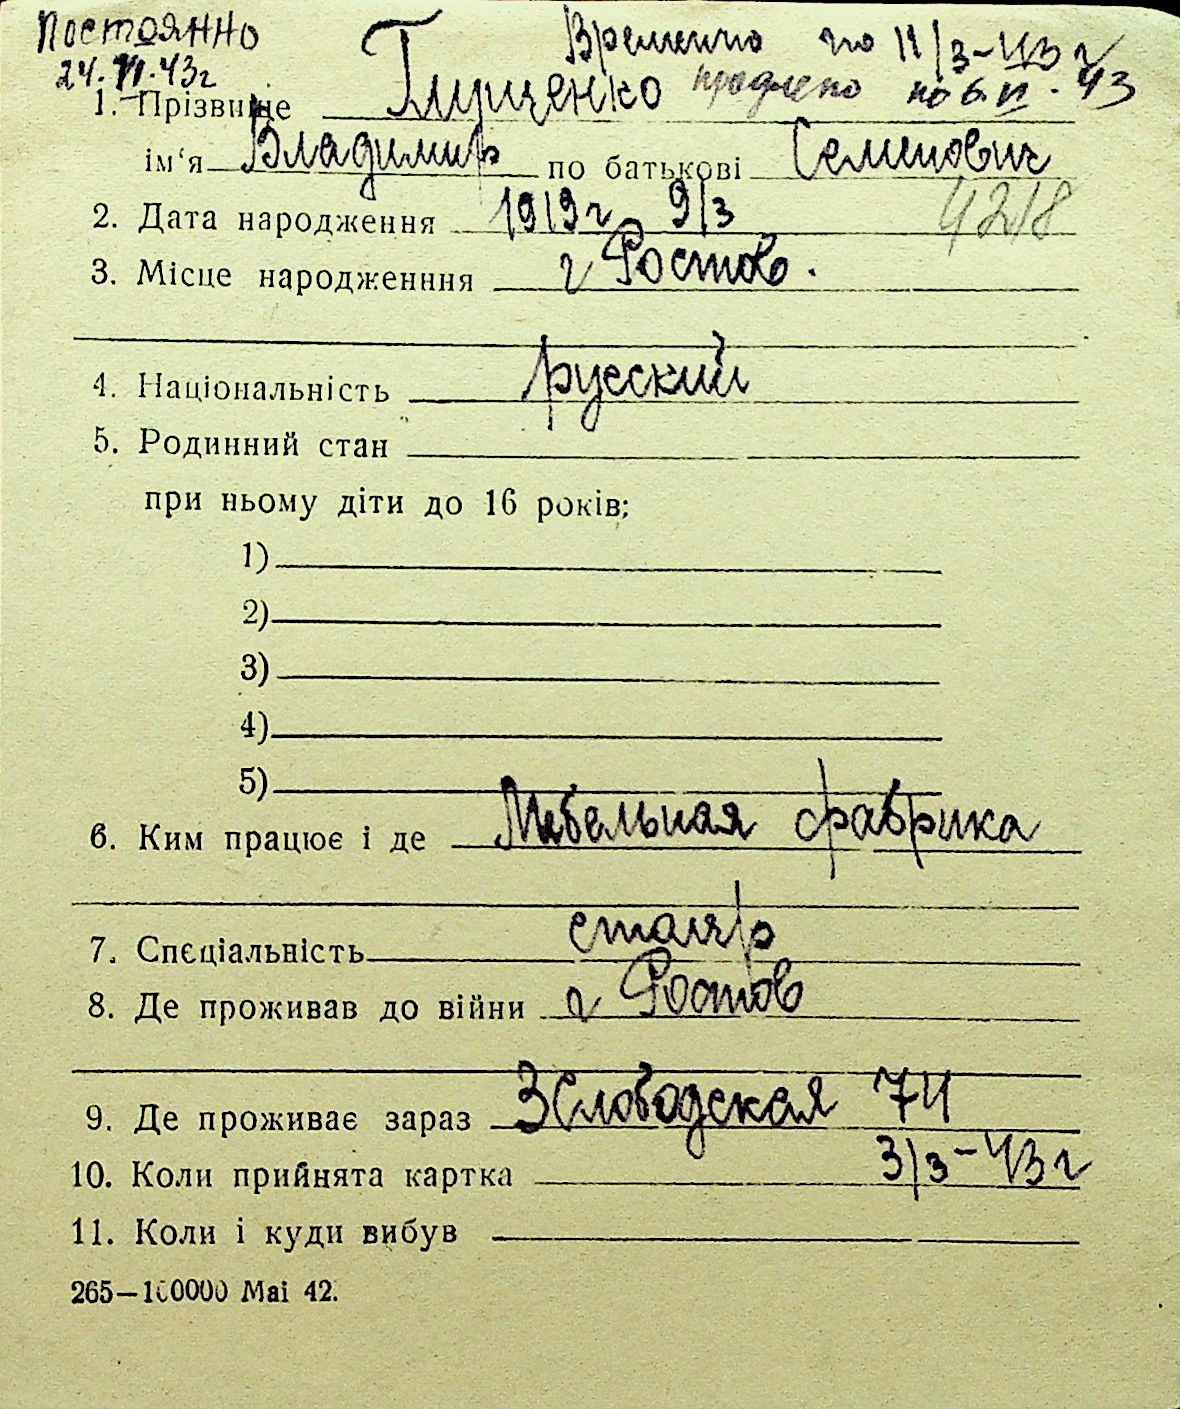 Постоянно Временно по 11/3-43 г
24.VI.43г продлено по 6.VI.43
1. Прізвище Глущенко
ім‘я Владимир по батькові Семенович
2. Дата народження 1919г 9/3 4218
3. Місце народженння г Ростов.
4. Національність русский
5. Родинний стан
при ньому діти до 16 років:
1)
2)
3)
4)
5)
6. Ким працює і де Мебельная фабрика
7. Спєціальність столяр
8. Де проживав до війни г Ростов
9. Де проживає зараз 3 Слободская 74
10. Коли прийнята картка 3/3-43г
11. Коли і куди вибув
265—100000 Mai 42.